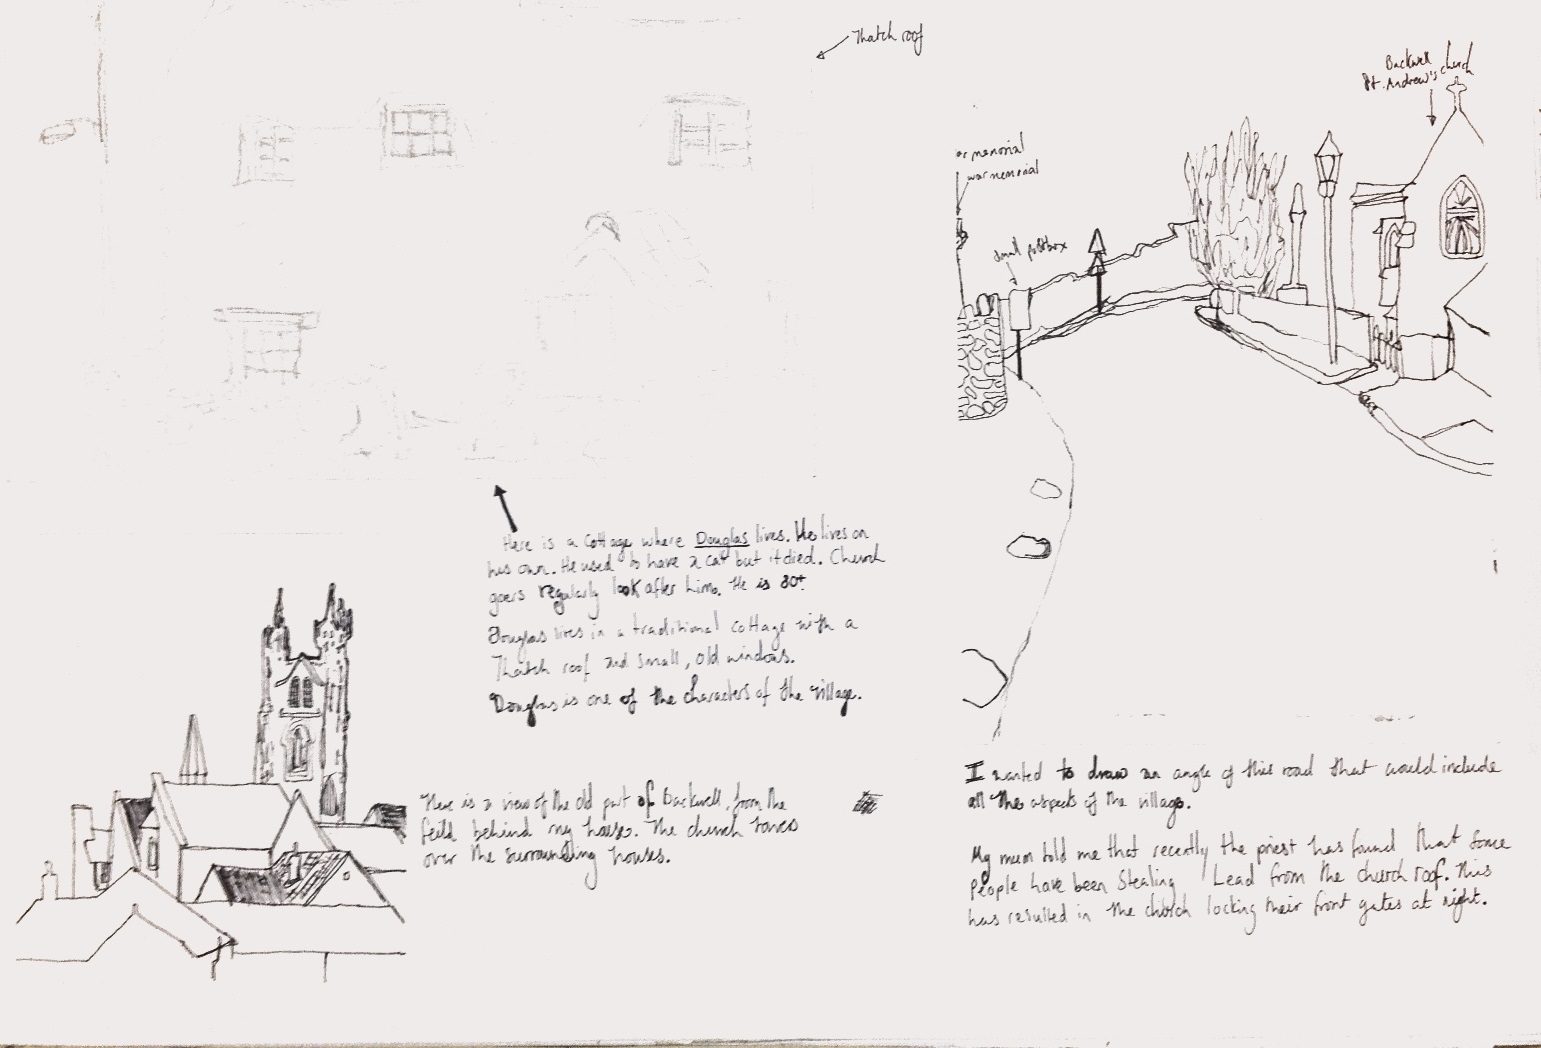 Thatch roof
Here is a cottage where Douglas lives. He lives on
his own. He used to have a cat but it died. Church
goers regularly look after him. He is 80+
Douglas lives in a traditional cottage with a
Thatch roof and small, old windows.
Douglas is one of the characters of the village.
Here is a view of the old part of Backwell, from the
feild behind my house. The church towers
over the surrounding houses.
Backwell
St. Andrew's church
war memorial
war memorial
small postbox
I wanted to draw an angle of this road that would include
all the aspects of the village.
My mum told me that recently the priest has found that some
people have been stealing Lead from the church roof. This
has resulted in the church locking their front gates at night.